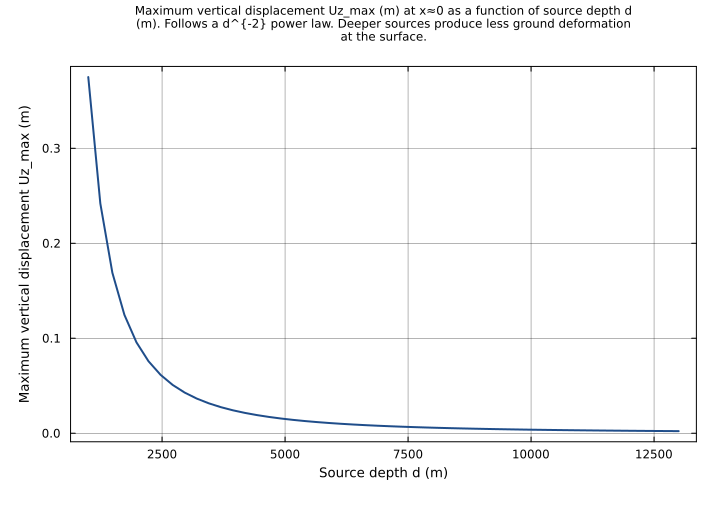 Maximum vertical displacement Uz_max (m) at x≈0 as a function of source depth d
(m). Follows a d^{-2} power law. Deeper sources produce less ground deformation
at the surface.
Maximum vertical displacement Uz_max (m)
0.3
0.2
0.1
0.0
2500 5000 7500 10000 12500
Source depth d (m)